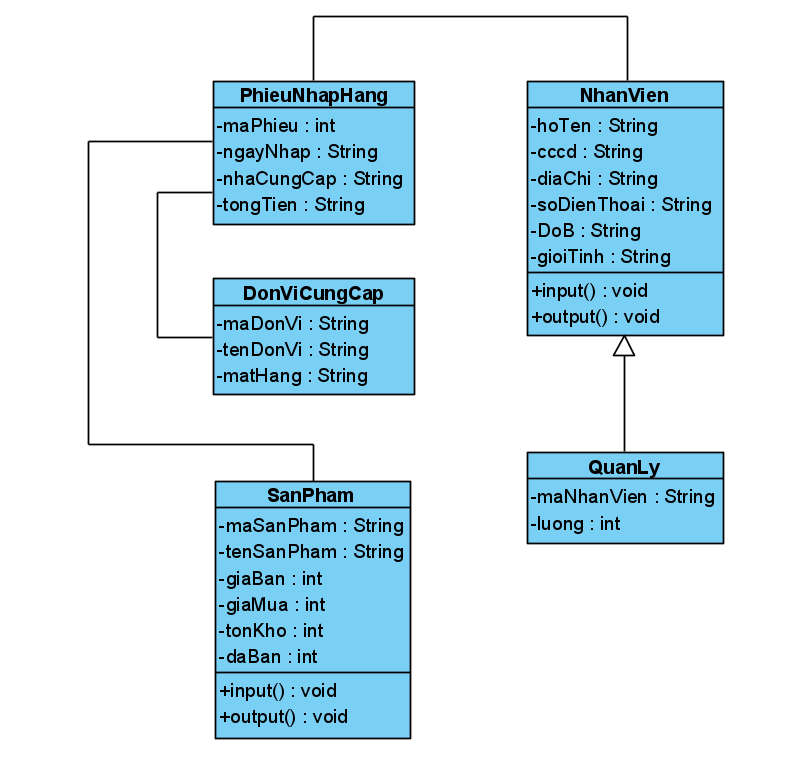 PhieuNhapHang
-maPhieu : int
-ngayNhap : String
-nhaCungCap : String
-tongTien : String
NhanVien
-hoTen : String
-cccd : String
-diaChi : String
-soDienThoai : String
-DoB : String
-gioiTinh : String
+input() : void
+output() : void
DonViCungCap
-maDonVi : String
-tenDonVi : String
-matHang : String
QuanLy
-maNhanVien : String
-luong : int
SanPham
-maSanPham : String
-tenSanPham : String
-giaBan : int
-giaMua : int
-tonKho : int
-daBan : int
+input() : void
+output() : void